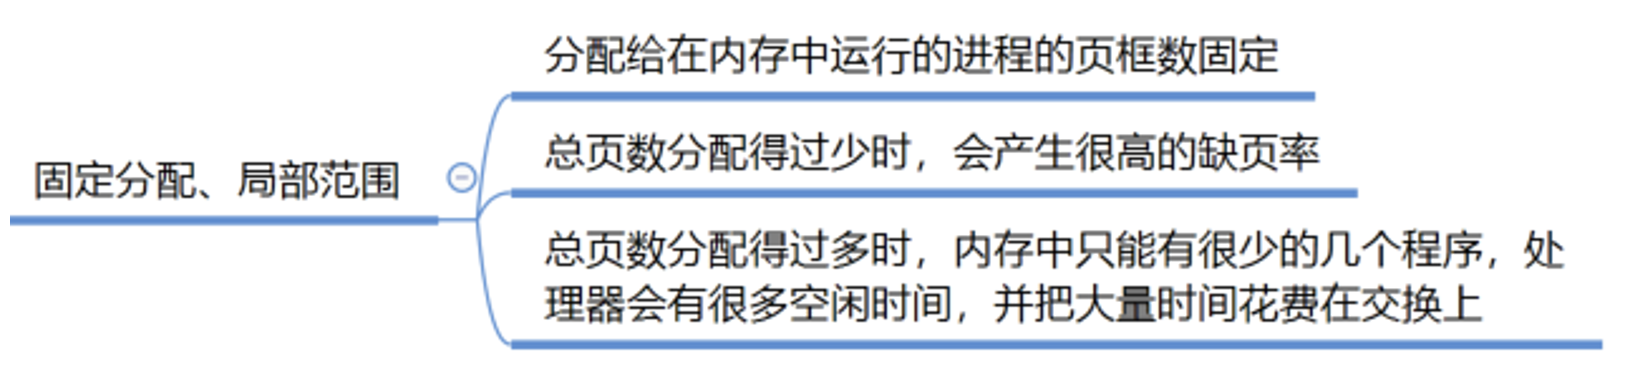 固定分配、局部范围
分配给在内存中运行的进程的页框数固定
总页数分配得过少时，会产生很高的缺页率
总页数分配得过多时，内存中只能有很少的几个程序，处
理器会有很多空闲时间，并把大量时间花费在交换上